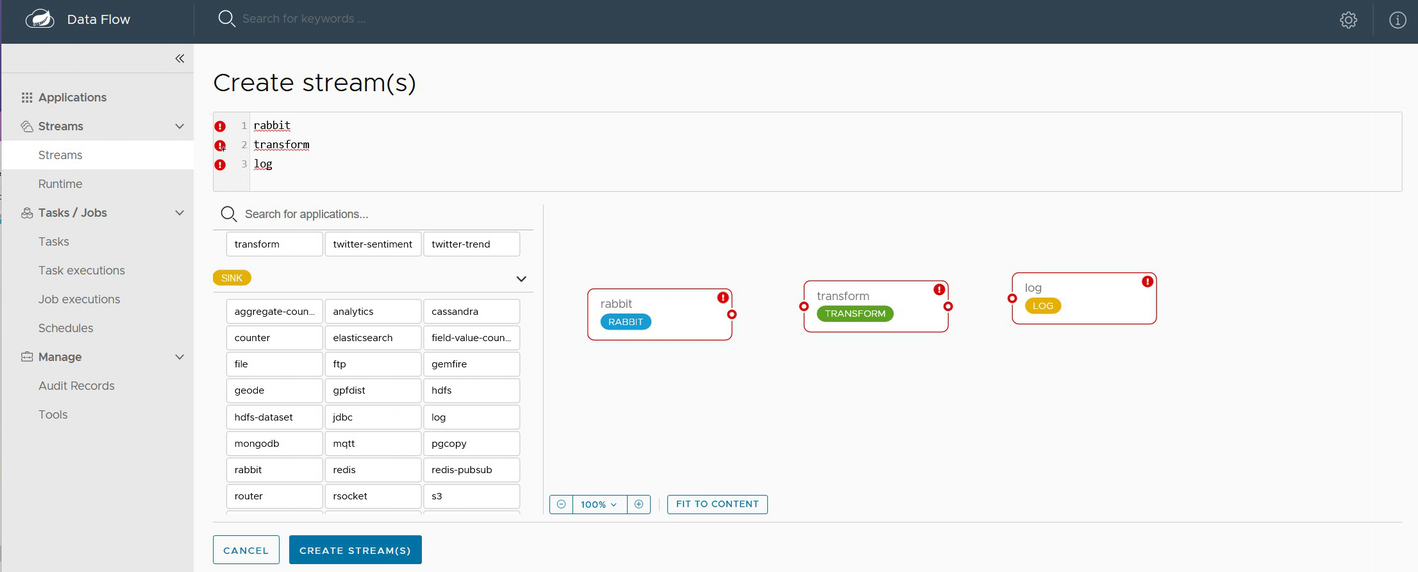 Data Flow
Search for keywords ...
Applications
Streams
Streams
Runtime
Tasks / Jobs
Tasks
Task executions
Job executions
Schedules
Manage
Audit Records
Tools
Create stream(s)
1 rabbit
2 transform
3 log
Search for applications...
transform twitter-sentiment twitter-trend
SINK
aggregate-coun... analytics cassandra
counter elasticsearch field-value-coun...
file ftp gemfire
geode gpfdist hdfs
hdfs-dataset jdbc log
mongodb mqtt pgcopy
rabbit redis redis-pubsub
router rsocket s3
rabbit
RABBIT
transform
TRANSFORM
log
LOG
100%
FIT TO CONTENT
CANCEL
CREATE STREAM(S)